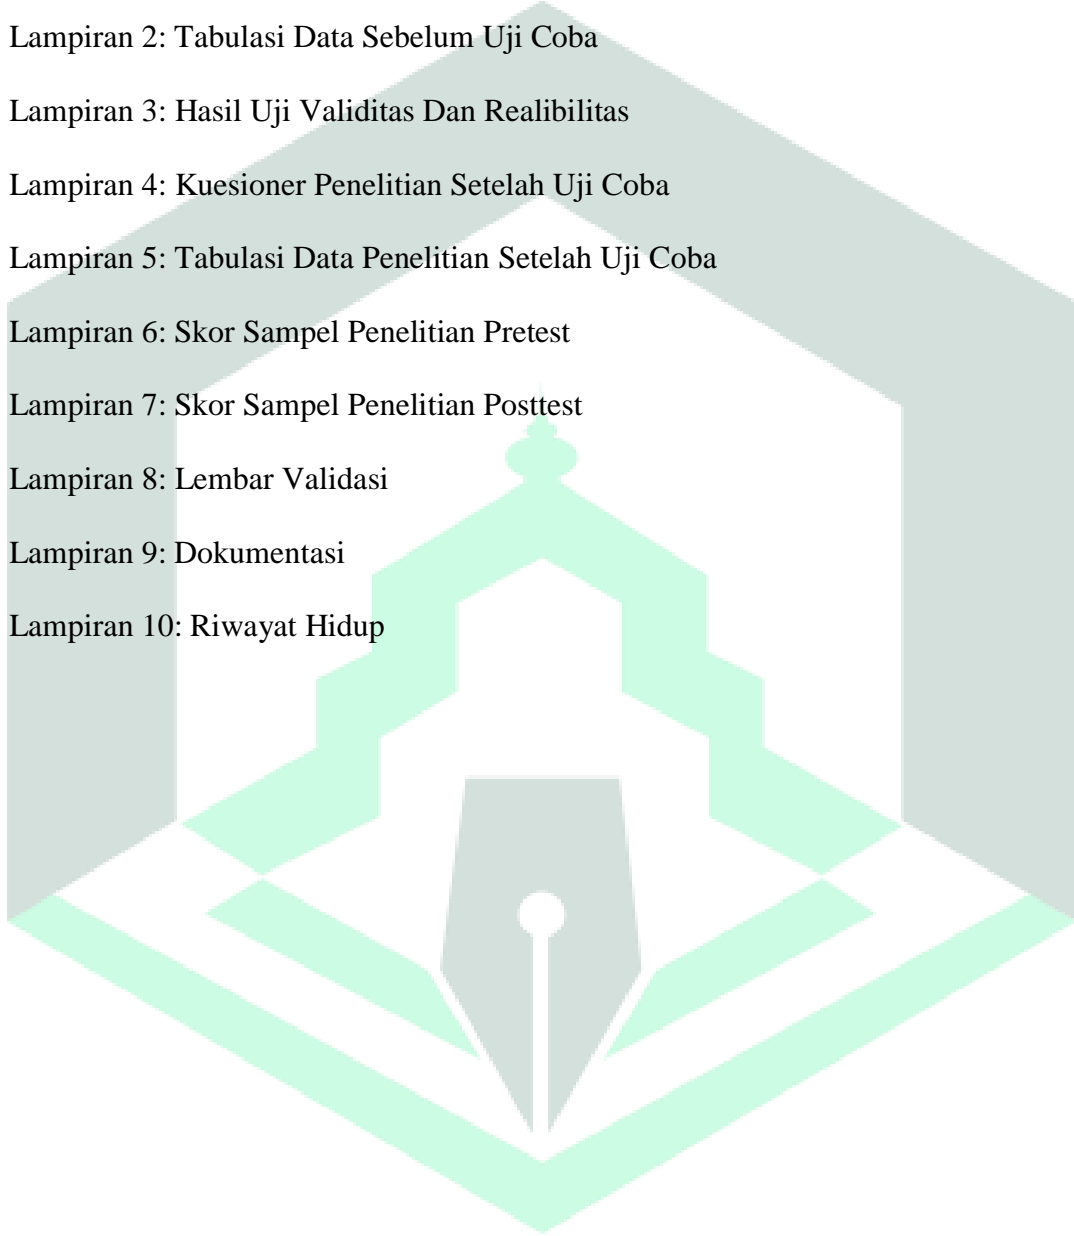 Lampiran 2: Tabulasi Data Sebelum Uji Coba
Lampiran 3: Hasil Uji Validitas Dan Realibilitas
Lampiran 4: Kuesioner Penelitian Setelah Uji Coba
Lampiran 5: Tabulasi Data Penelitian Setelah Uji Coba
Lampiran 6: Skor Sampel Penelitian Pretest
Lampiran 7: Skor Sampel Penelitian Posttest
Lampiran 8: Lembar Validasi
Lampiran 9: Dokumentasi
Lampiran 10: Riwayat Hidup